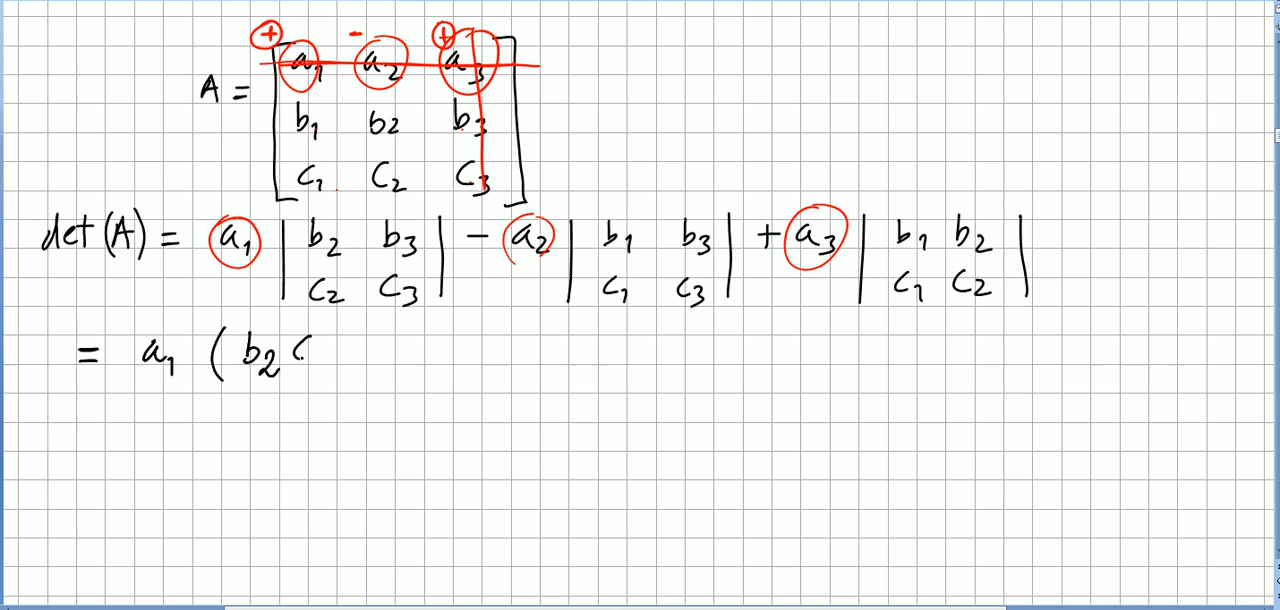 + - +
A = [ a₁ a₂ a₃
b₁ b₂ b₃
c₁ c₂ c₃ ]
det(A) = a₁ | b₂ b₃ | - a₂ | b₁ b₃ | + a₃ | b₁ b₂ |
c₂ c₃ c₁ c₃ c₁ c₂
= a₁ ( b₂ c